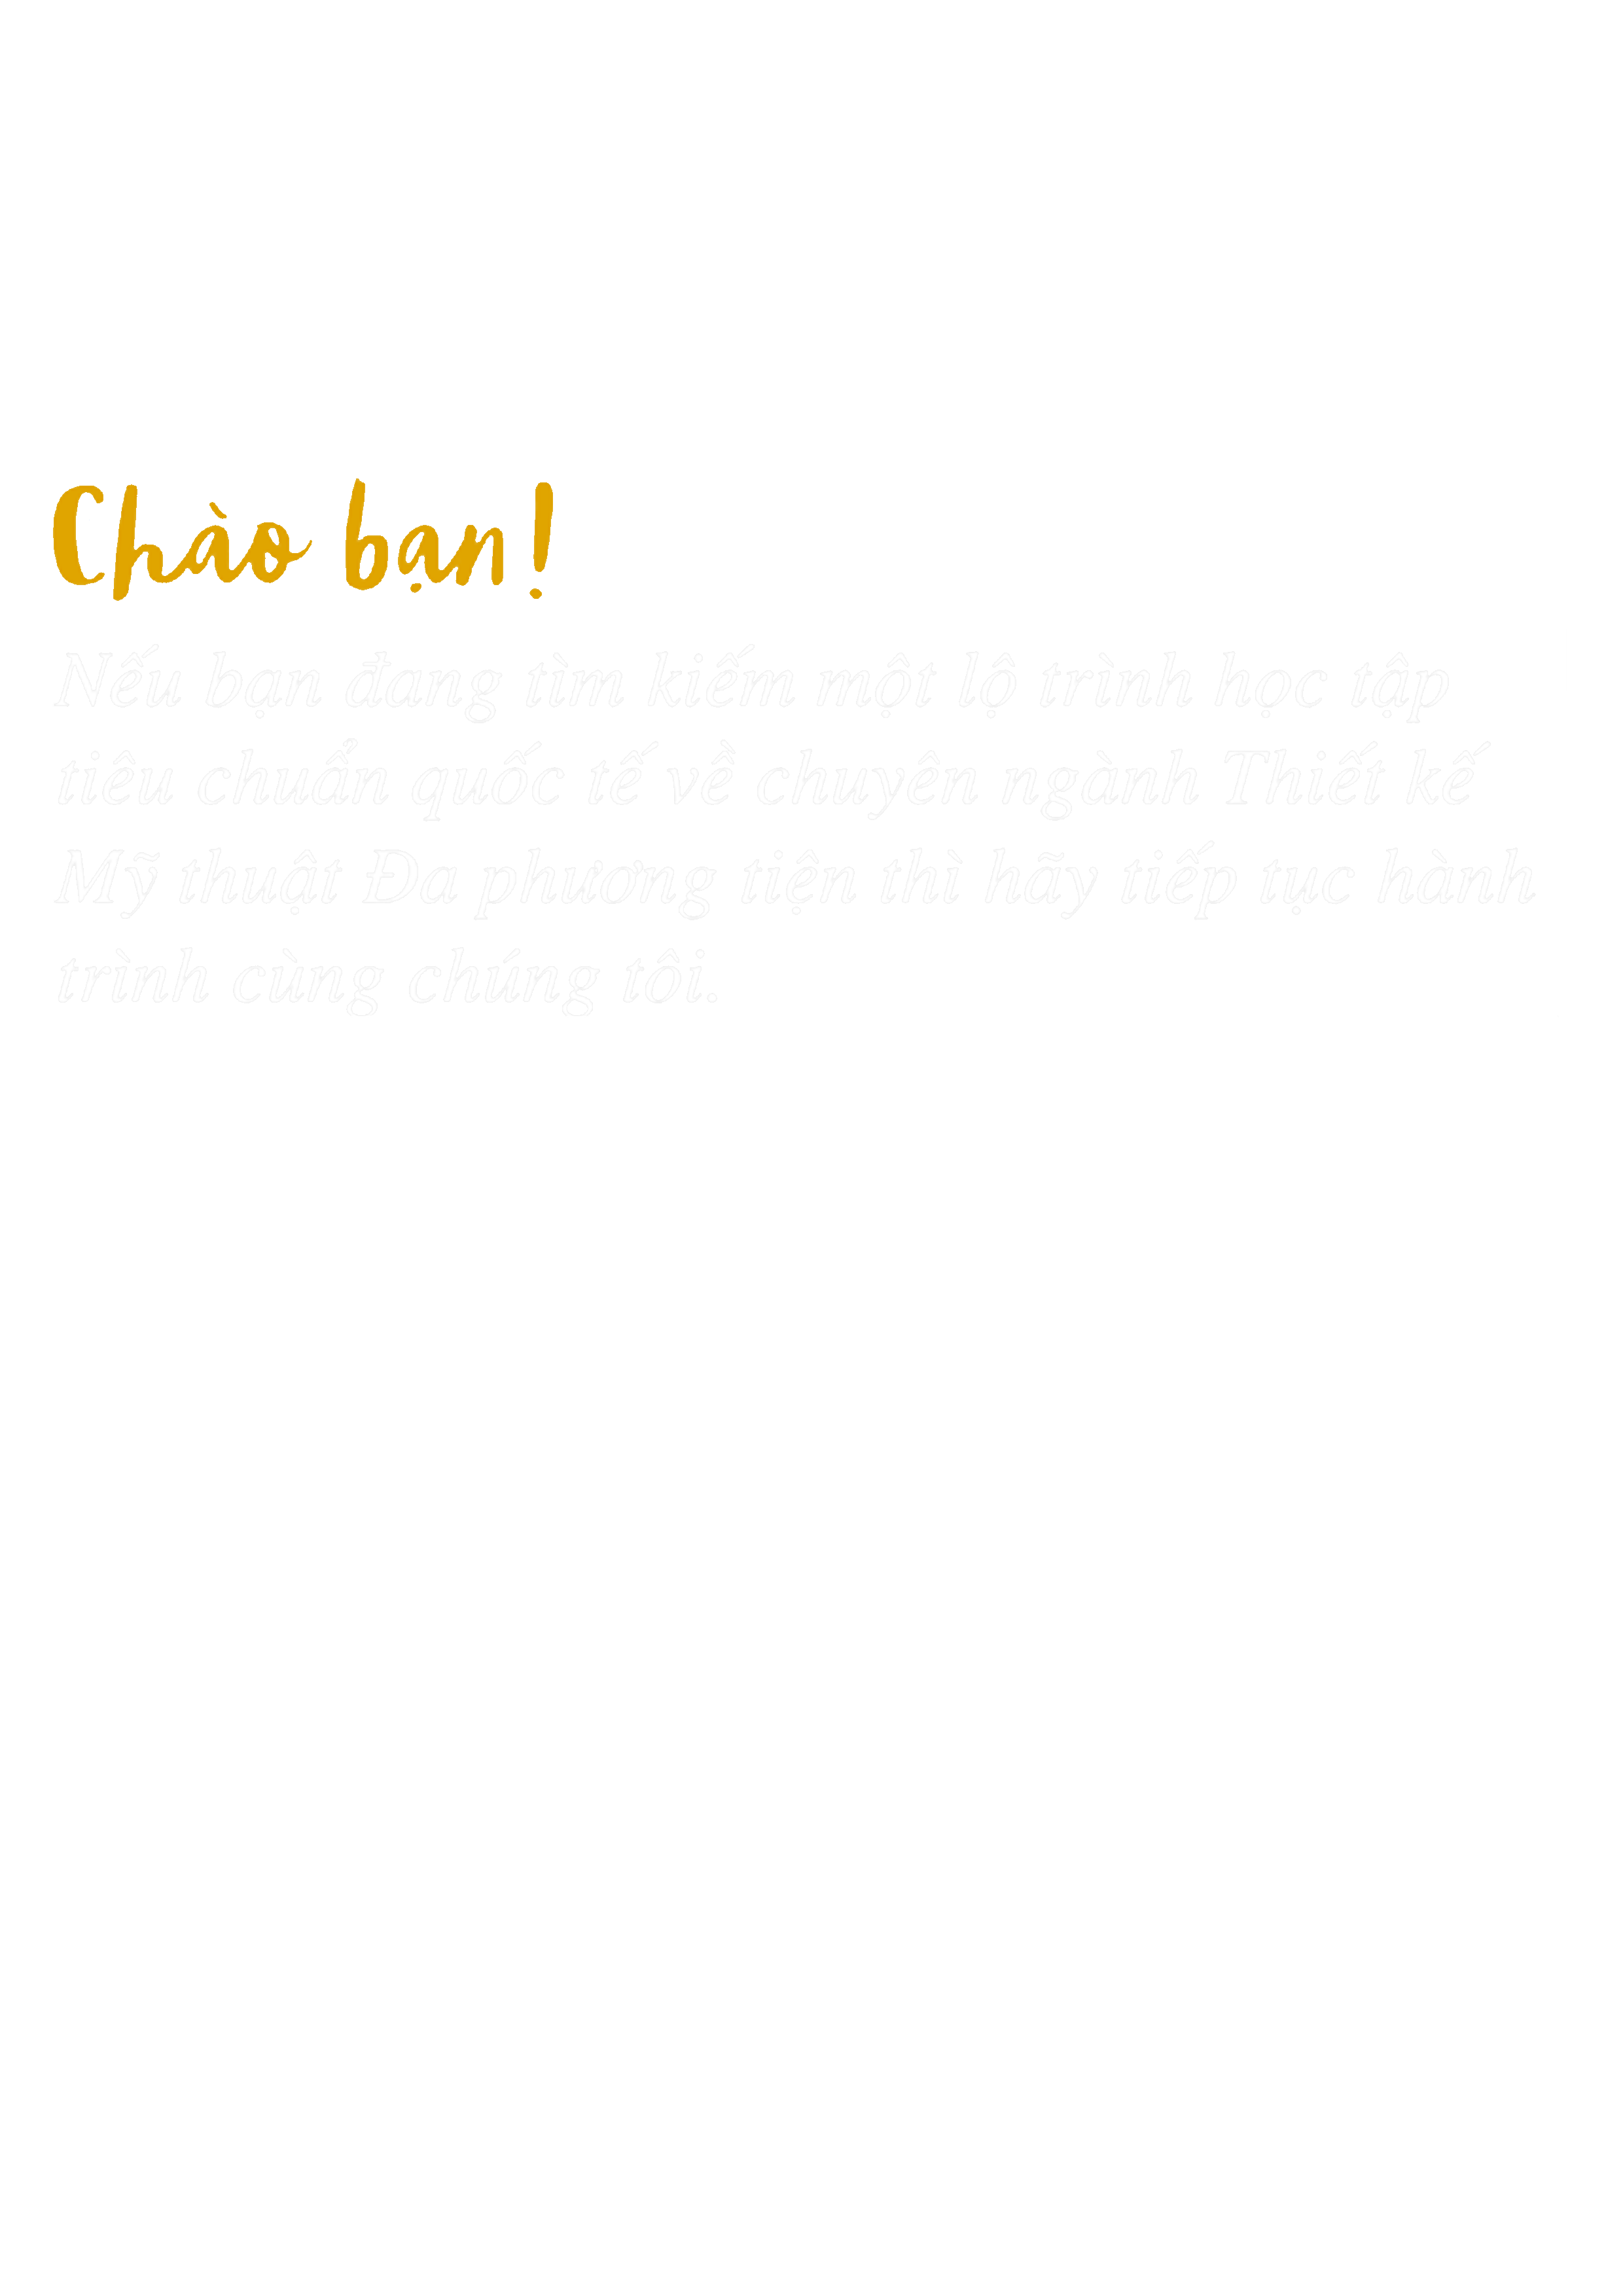 Chào bạn!
Nếu bạn đang tìm kiếm một lộ trình học tập
tiêu chuẩn quốc tế về chuyên ngành Thiết kế
Mỹ thuật Đa phương tiện thì hãy tiếp tục hành
trình cùng chúng tôi.